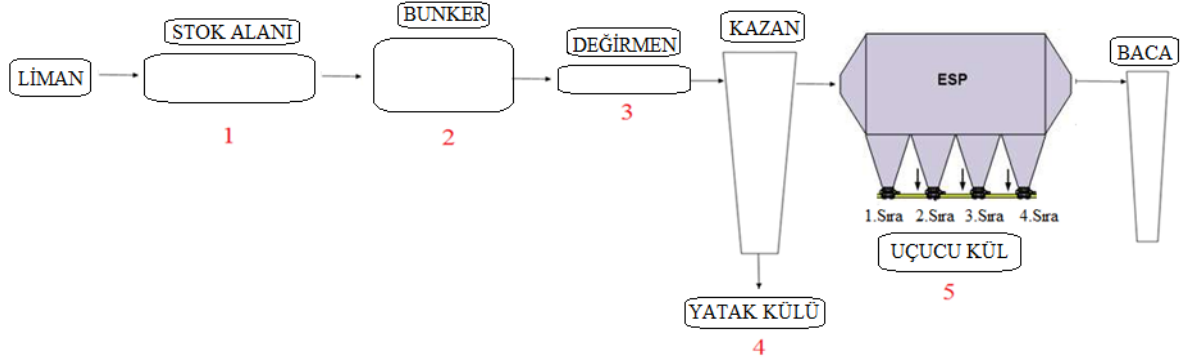 LİMAN
STOK ALANI
1
BUNKER
2
DEĞİRMEN
3
KAZAN
YATAK KÜLÜ
4
ESP
1.Sıra 2.Sıra 3.Sıra 4.Sıra
UÇUCU KÜL
5
BACA